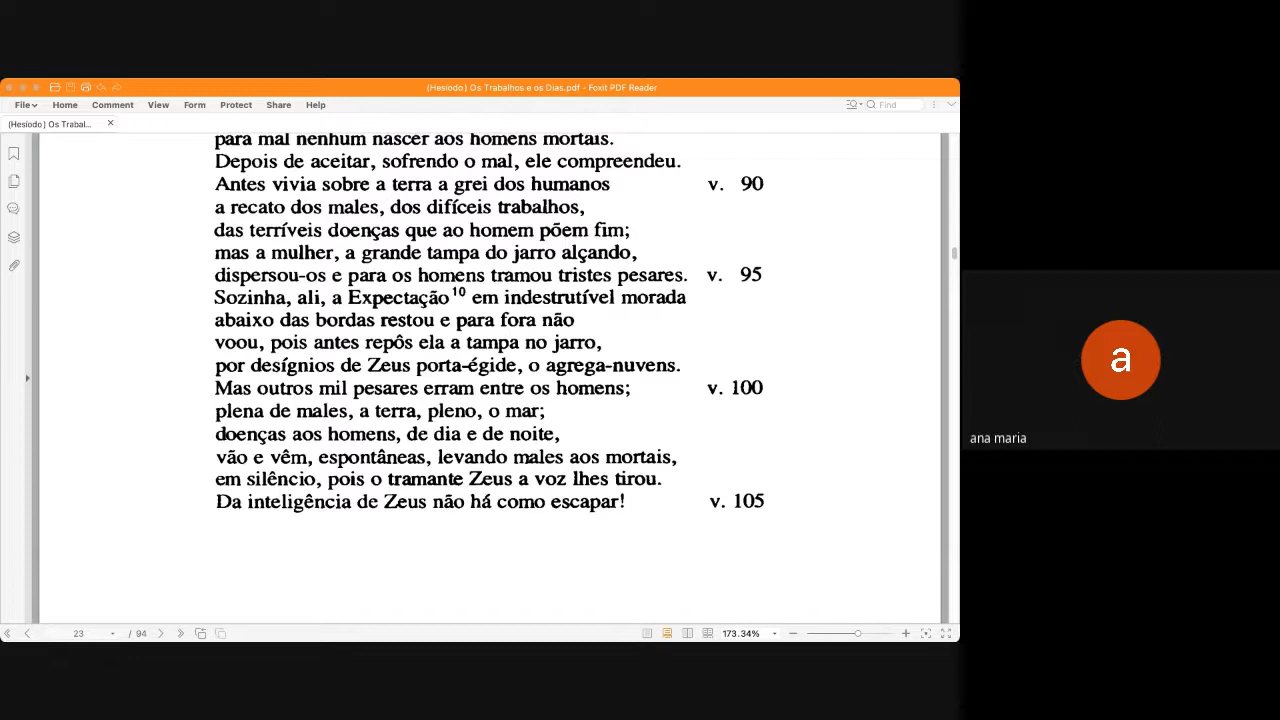 (Hesíodo) Os Trabalhos e os Dias.pdf - Foxit PDF Reader
File Home Comment View Form Protect Share Help Find
(Hesíodo) Os Trabal...
para mal nenhum nascer aos homens mortais.
Depois de aceitar, sofrendo o mal, ele compreendeu.
Antes vivia sobre a terra a grei dos humanos v. 90
a recato dos males, dos difíceis trabalhos,
das terríveis doenças que ao homem põem fim;
mas a mulher, a grande tampa do jarro alçando,
dispersou-os e para os homens tramou tristes pesares. v. 95
Sozinha, ali, a Expectação¹⁰ em indestrutível morada
abaixo das bordas restou e para fora não
voou, pois antes repôs ela a tampa no jarro,
por desígnios de Zeus porta-égide, o agrega-nuvens.
Mas outros mil pesares erram entre os homens; v. 100
plena de males, a terra, pleno, o mar;
doenças aos homens, de dia e de noite,
vão e vêm, espontâneas, levando males aos mortais,
em silêncio, pois o tramante Zeus a voz lhes tirou.
Da inteligência de Zeus não há como escapar! v. 105
a
ana maria
23 / 94 173.34%